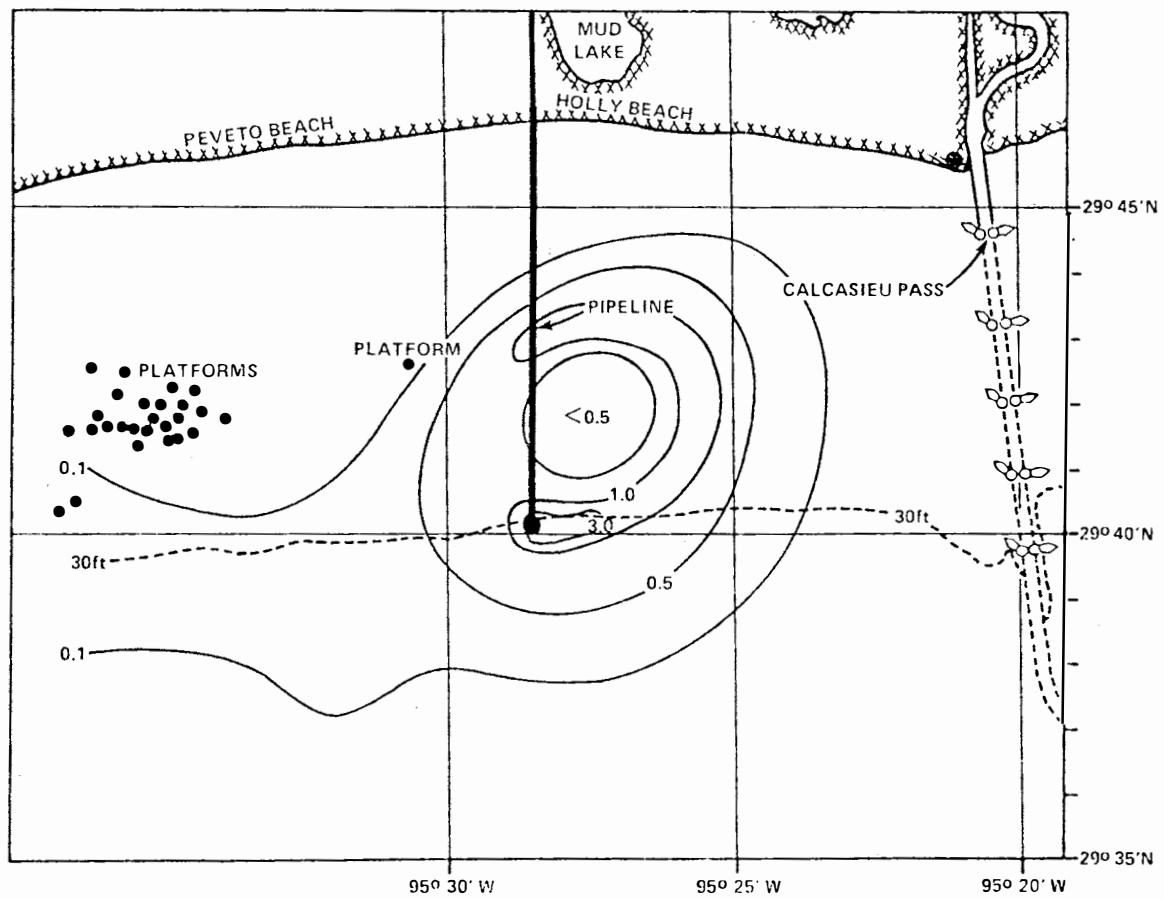 MUD
LAKE
HOLLY BEACH
PEVETO BEACH
29° 45' N
CALCASIEU PASS
PIPELINE
PLATFORM
PLATFORMS
<0.5
0.1
1.0
30ft
3.0
29° 40' N
30ft
0.5
0.1
29° 35' N
95° 30' W
95° 25' W
95° 20' W